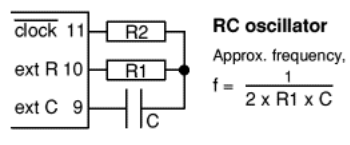 clock 11 R2
ext R 10 R1
ext C 9 C
RC oscillator
Approx. frequency,
f = 1
2 x R1 x C